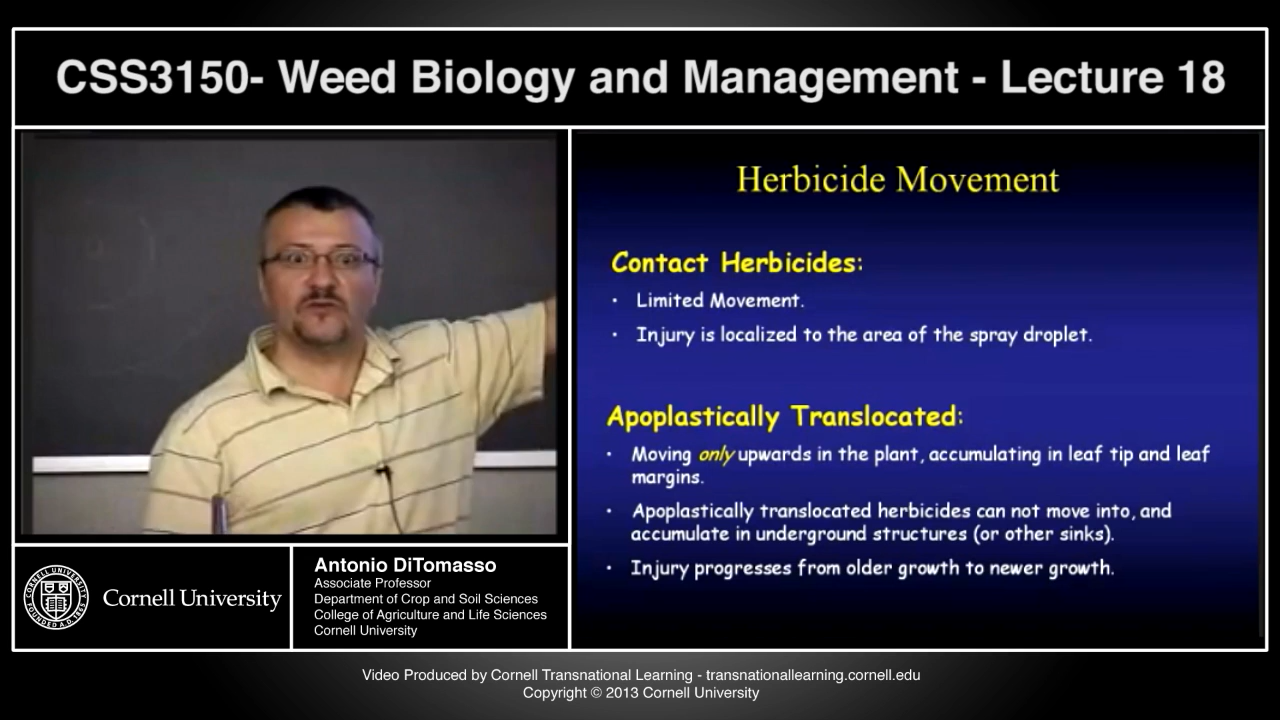 CSS3150- Weed Biology and Management - Lecture 18
Herbicide Movement
Contact Herbicides:
• Limited Movement.
• Injury is localized to the area of the spray droplet.
Apoplastically Translocated:
• Moving only upwards in the plant, accumulating in leaf tip and leaf
margins.
• Apoplastically translocated herbicides can not move into, and
accumulate in underground structures (or other sinks).
• Injury progresses from older growth to newer growth.
Cornell University
Antonio DiTomasso
Associate Professor
Department of Crop and Soil Sciences
College of Agriculture and Life Sciences
Cornell University
Video Produced by Cornell Transnational Learning - transnationallearning.cornell.edu
Copyright © 2013 Cornell University